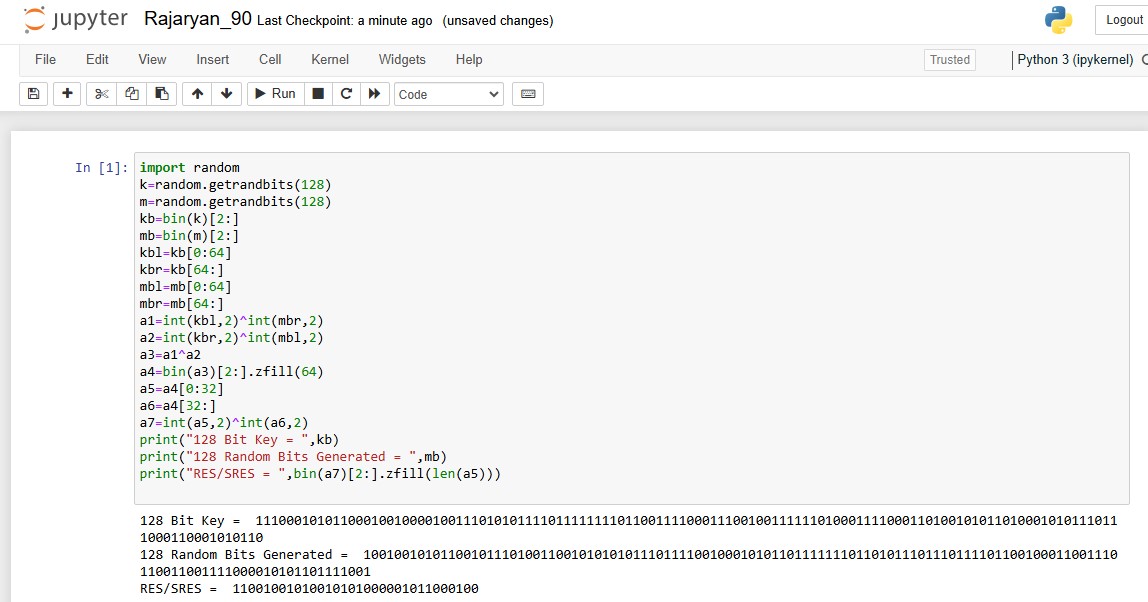 jupyter Rajaryan_90 Last Checkpoint: a minute ago (unsaved changes)
Logout
File Edit View Insert Cell Kernel Widgets Help
Trusted
Python 3 (ipykernel)
Run
Code
In [1]:
import random
k=random.getrandbits(128)
m=random.getrandbits(128)
kb=bin(k)[2:]
mb=bin(m)[2:]
kbl=kb[0:64]
kbr=kb[64:]
mbl=mb[0:64]
mbr=mb[64:]
a1=int(kbl,2)^int(mbr,2)
a2=int(kbr,2)^int(mbl,2)
a3=a1^a2
a4=bin(a3)[2:].zfill(64)
a5=a4[0:32]
a6=a4[32:]
a7=int(a5,2)^int(a6,2)
print("128 Bit Key = ",kb)
print("128 Random Bits Generated = ",mb)
print("RES/SRES = ",bin(a7)[2:].zfill(len(a5)))
128 Bit Key =
1000110001010110
128 Random Bits Generated =
RES/SRES = 11001001010010101000001011000100